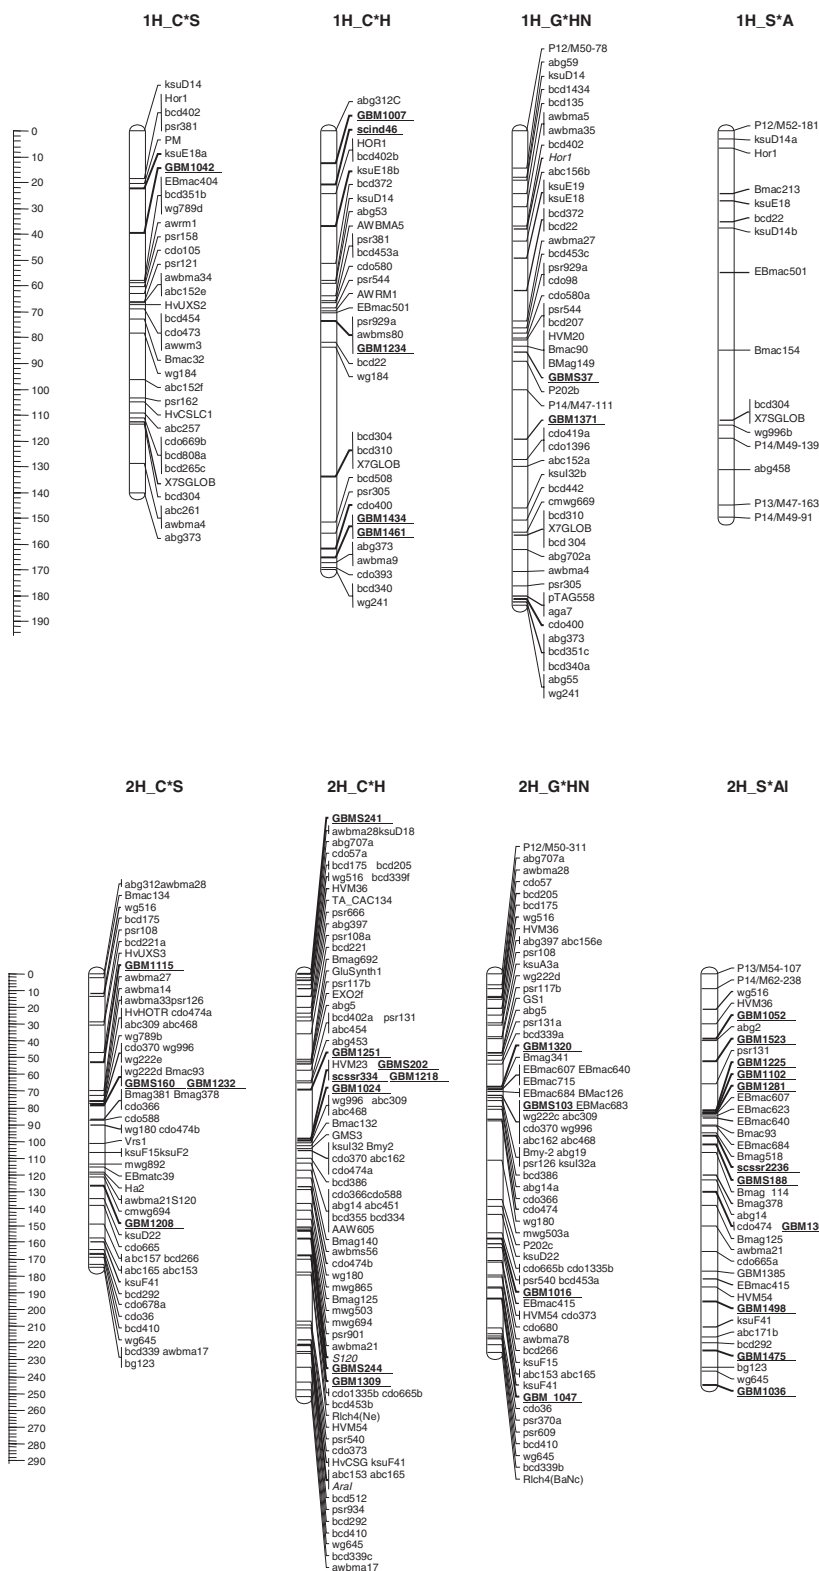 1H_C*S
ksuD14
Hor1
bcd402
psr381
PM
ksuE18a
GBM1042
EBmac404
bcd351b
wg789d
awrm1
psr158
cdo105
psr121
awbma34
abc152e
HvUXS2
bcd454
cdo473
awwm3
Bmac32
wg184
abc152f
psr162
HvCSLC1
abc257
cdo669b
bcd808a
bcd265c
X7SGLOB
bcd304
abc261
awbma4
abg373
0
10
20
30
40
50
60
70
80
90
100
110
120
130
140
150
160
170
180
190
1H_C*H
abg312C
GBM1007
scind46
HOR1
bcd402b
ksuE18b
bcd372
ksuD14
abg53
AWBMA5
psr381
bcd453a
cdo580
psr544
AWRM1
EBmac501
psr929a
awbms80
GBM1234
bcd22
wg184
bcd304
bcd310
X7GLOB
bcd508
psr305
cdo400
GBM1434
GBM1461
abg373
awbma9
cdo393
bcd340
wg241
1H_G*HN
P12/M50-78
abg59
ksuD14
bcd1434
bcd135
awbma5
awbma35
bcd402
Hor1
abc156b
ksuE19
ksuE18
bcd372
bcd22
awbma27
bcd453c
psr929a
cdo98
cdo580a
psr544
bcd207
HVM20
Bmac90
BMag149
GBMS37
P202b
P14/M47-111
GBM1371
cdo419a
cdo1396
abc152a
ksuI32b
bcd442
cmwg669
bcd310
X7GLOB
bcd 304
abg702a
awbma4
psr305
pTAG558
aga7
cdo400
abg373
bcd351c
bcd340a
abg55
wg241
1H_S*A
P12/M52-181
ksuD14a
Hor1
Bmac213
ksuE18
bcd22
ksuD14b
EBmac501
Bmac154
bcd304
X7SGLOB
wg996b
P14/M49-139
abg458
P13/M47-163
P14/M49-91
2H_C*S
abg312awbma28
Bmac134
wg516
bcd175
psr108
bcd221a
HvUXS3
GBM1115
awbma27
awbma14
awbma33psr126
HvHOTR cdo474a
abc309 abc468
wg789b
cdo370 wg996
wg222e
wg222d Bmac93
GBMS160 GBM1232
Bmag381 Bmag378
cdo366
cdo588
wg180 cdo474b
Vrs1
ksuF15ksuF2
mwg892
EBmatc39
Ha2
awbma21S120
cmwg694
GBM1208
ksuD22
cdo665
abc157 bcd266
abc165 abc153
ksuF41
bcd292
cdo678a
cdo36
bcd410
wg645
bcd339 awbma17
bg123
0
10
20
30
40
50
60
70
80
90
100
110
120
130
140
150
160
170
180
190
200
210
220
230
240
250
260
270
280
290
2H_C*H
GBMS241
awbma28ksuD18
abg707a
cdo57a
bcd175 bcd205
wg516 bcd339f
HVM36
TA_CAC134
psr666
abg397
psr108a
bcd221
Bmag692
GluSynth1
psr117b
EXO2f
abg5
bcd402a psr131
abc454
abg453
GBM1251
HVM23 GBMS202
scssr334 GBM1218
GBM1024
wg996 abc309
abc468
Bmac132
GMS3
ksuI32 Bmy2
cdo370 abc162
cdo474a
bcd386
cdo366cdo588
abg14 abc451
bcd355 bcd334
AAW605
Bmag140
awbms56
cdo474b
wg180
mwg865
Bmag125
mwg503
mwg694
psr901
awbma21
S120
GBMS244
GBM1309
cdo1335b cdo665b
bcd453b
Rlch4(Ne)
HVM54
psr540
cdo373
HvCSG ksuF41
abc153 abc165
Aral
bcd512
psr934
bcd292
bcd410
wg645
bcd339c
awbma17
2H_G*HN
P12/M50-311
abg707a
awbma28
cdo57
bcd205
bcd175
wg516
HVM36
abg397 abc156e
psr108
ksuA3a
wg222d
psr117b
GS1
abg5
psr131a
bcd339a
GBM1320
Bmag341
EBmac607 EBmac640
EBmac715
EBmac684 BMac126
GBMS103 EBMac683
wg222c abc309
cdo370 wg996
abc162 abc468
Bmy-2 abg19
psr126 ksuI32a
bcd386
abg14a
cdo366
cdo474
wg180
mwg503a
P202c
ksuD22
cdo665b cdo1335b
psr540 bcd453a
GBM1016
EBmac415
HVM54 cdo373
cdo680
awbma78
bcd266
ksuF15
abc153 abc165
ksuF41
GBM 1047
cdo36
psr370a
psr609
bcd410
wg645
bcd339b
Rlch4(BaNc)
2H_S*Al
P13/M54-107
P14/M62-238
wg516
HVM36
GBM1052
abg2
GBM1523
psr131
GBM1225
GBM1102
GBM1281
EBmac607
EBmac623
EBmac640
Bmac93
EBmac684
Bmag518
scssr2236
GBMS188
Bmag 114
Bmag378
abg14
cdo474 GBM13
Bmag125
awbma21
cdo665a
GBM1385
EBmac415
HVM54
GBM1498
ksuF41
abc171b
bcd292
GBM1475
bg123
wg645
GBM1036